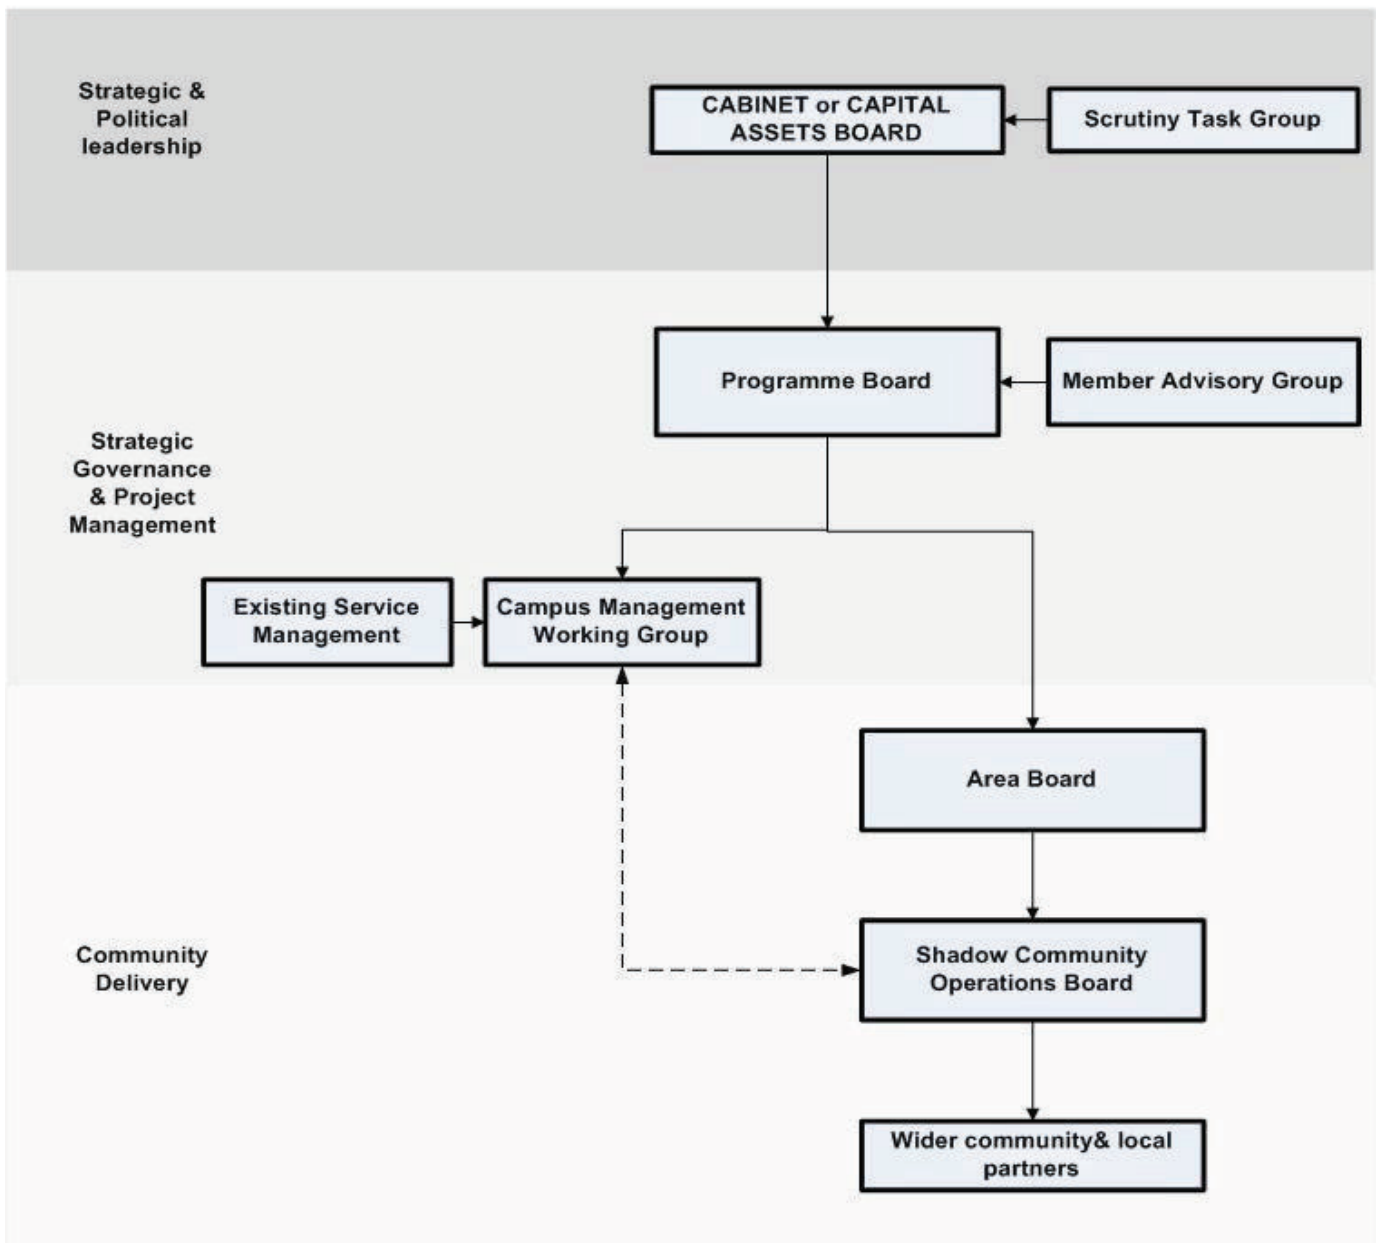 Strategic &
Political
leadership
CABINET or CAPITAL
ASSETS BOARD
Scrutiny Task Group
Programme Board
Member Advisory Group
Strategic
Governance
& Project
Management
Existing Service
Management
Campus Management
Working Group
Area Board
Community
Delivery
Shadow Community
Operations Board
Wider community& local
partners